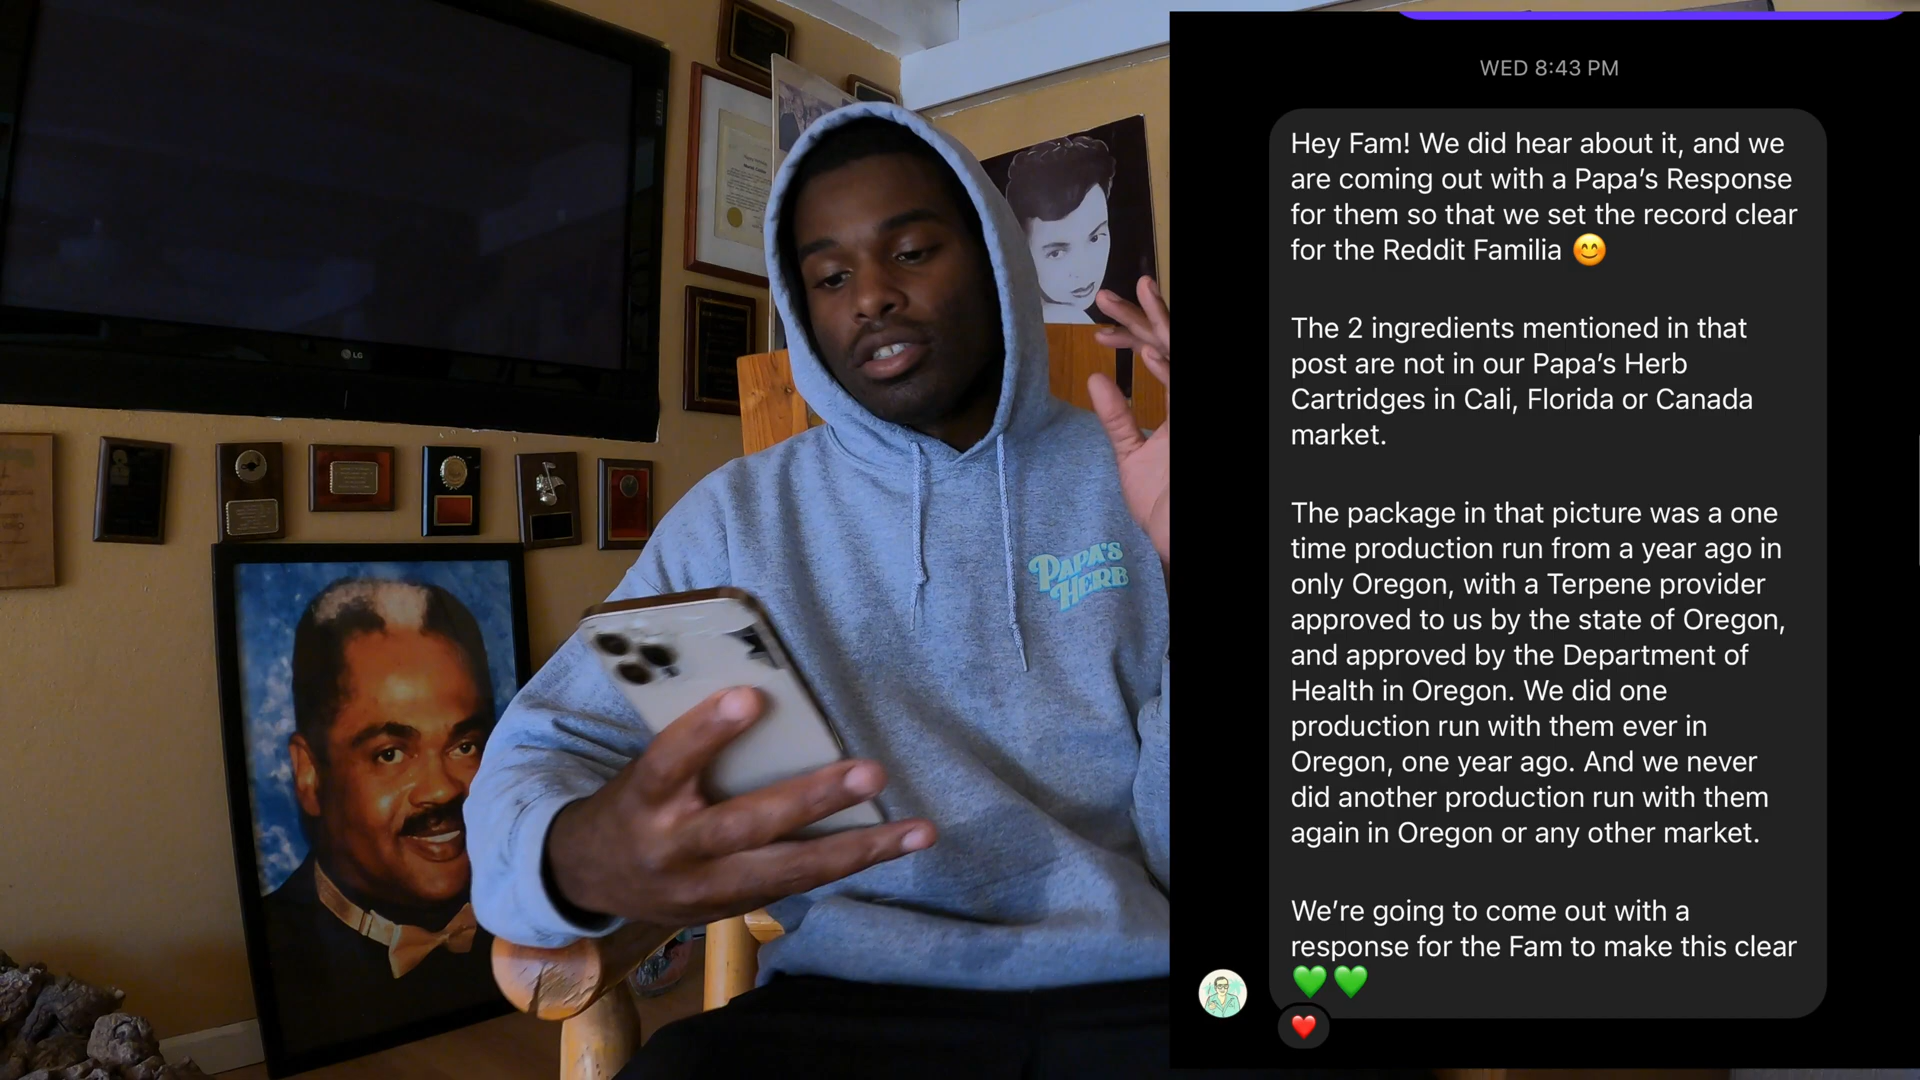 WED 8:43 PM
Hey Fam! We did hear about it, and we
are coming out with a Papa's Response
for them so that we set the record clear
for the Reddit Familia 😊
The 2 ingredients mentioned in that
post are not in our Papa's Herb
Cartridges in Cali, Florida or Canada
market.
The package in that picture was a one
time production run from a year ago in
only Oregon, with a Terpene provider
approved to us by the state of Oregon,
and approved by the Department of
Health in Oregon. We did one
production run with them ever in
Oregon, one year ago. And we never
did another production run with them
again in Oregon or any other market.
We're going to come out with a
response for the Fam to make this clear
💚💚
❤️
PAPA'S
HERB
LG